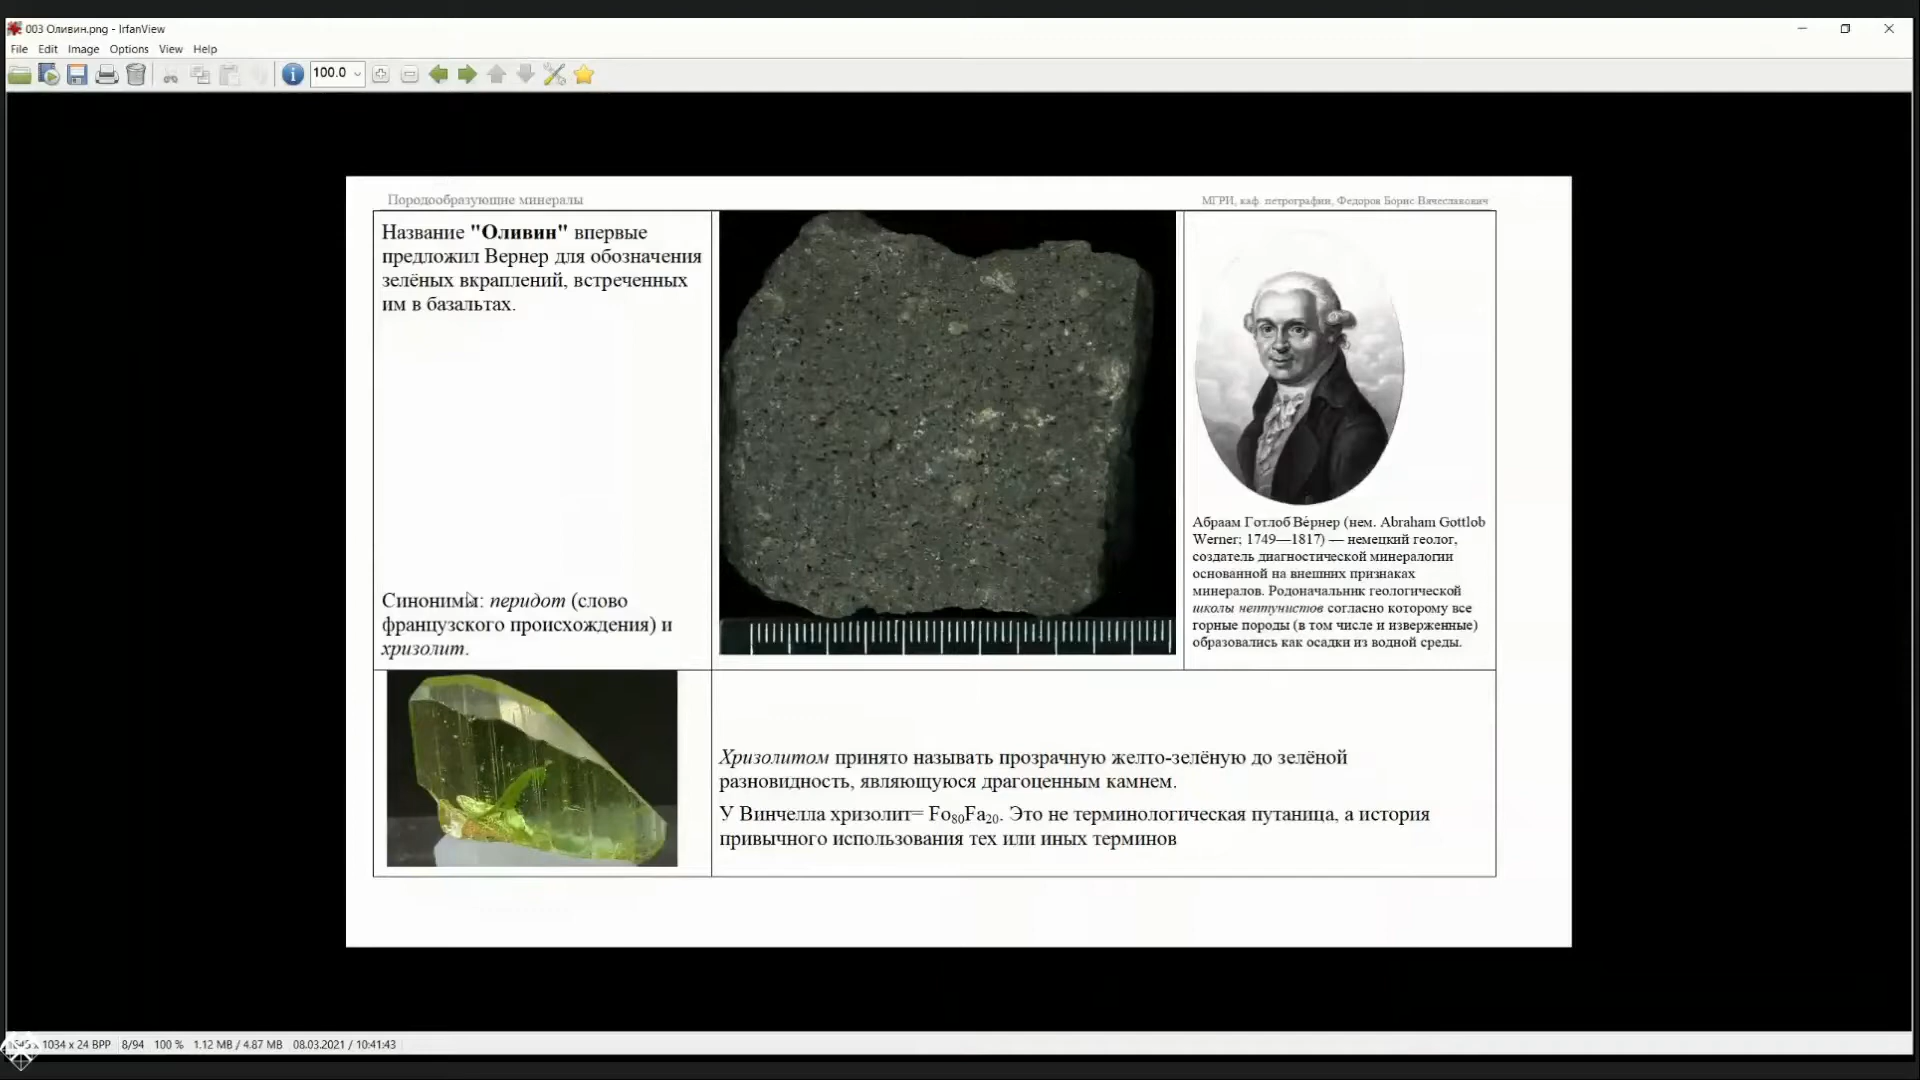 003 Оливин.png - IrfanView
File Edit Image Options View Help
100.0
Породообразующие минералы
МГРИ, каф. петрографии, Федоров Борис Вячеславович
Название "Оливин" впервые
предложил Вернер для обозначения
зелёных вкраплений, встреченных
им в базальтах.
Синонимы: перидот (слово
французского происхождения) и
хризолит.
Абраам Готлоб Ве́рнер (нем. Abraham Gottlob
Werner; 1749—1817) — немецкий геолог,
создатель диагностической минералогии
основанной на внешних признаках
минералов. Родоначальник геологической
школы нептунистов согласно которому все
горные породы (в том числе и изверженные)
образовались как осадки из водной среды.
Хризолитом принято называть прозрачную желто-зелёную до зелёной
разновидность, являющуюся драгоценным камнем.
У Винчелла хризолит= Fo80Fa20. Это не терминологическая путаница, а история
привычного использования тех или иных терминов
x 1034 x 24 BPP 8/94 100 % 1.12 MB / 4.87 MB 08.03.2021 / 10:41:43